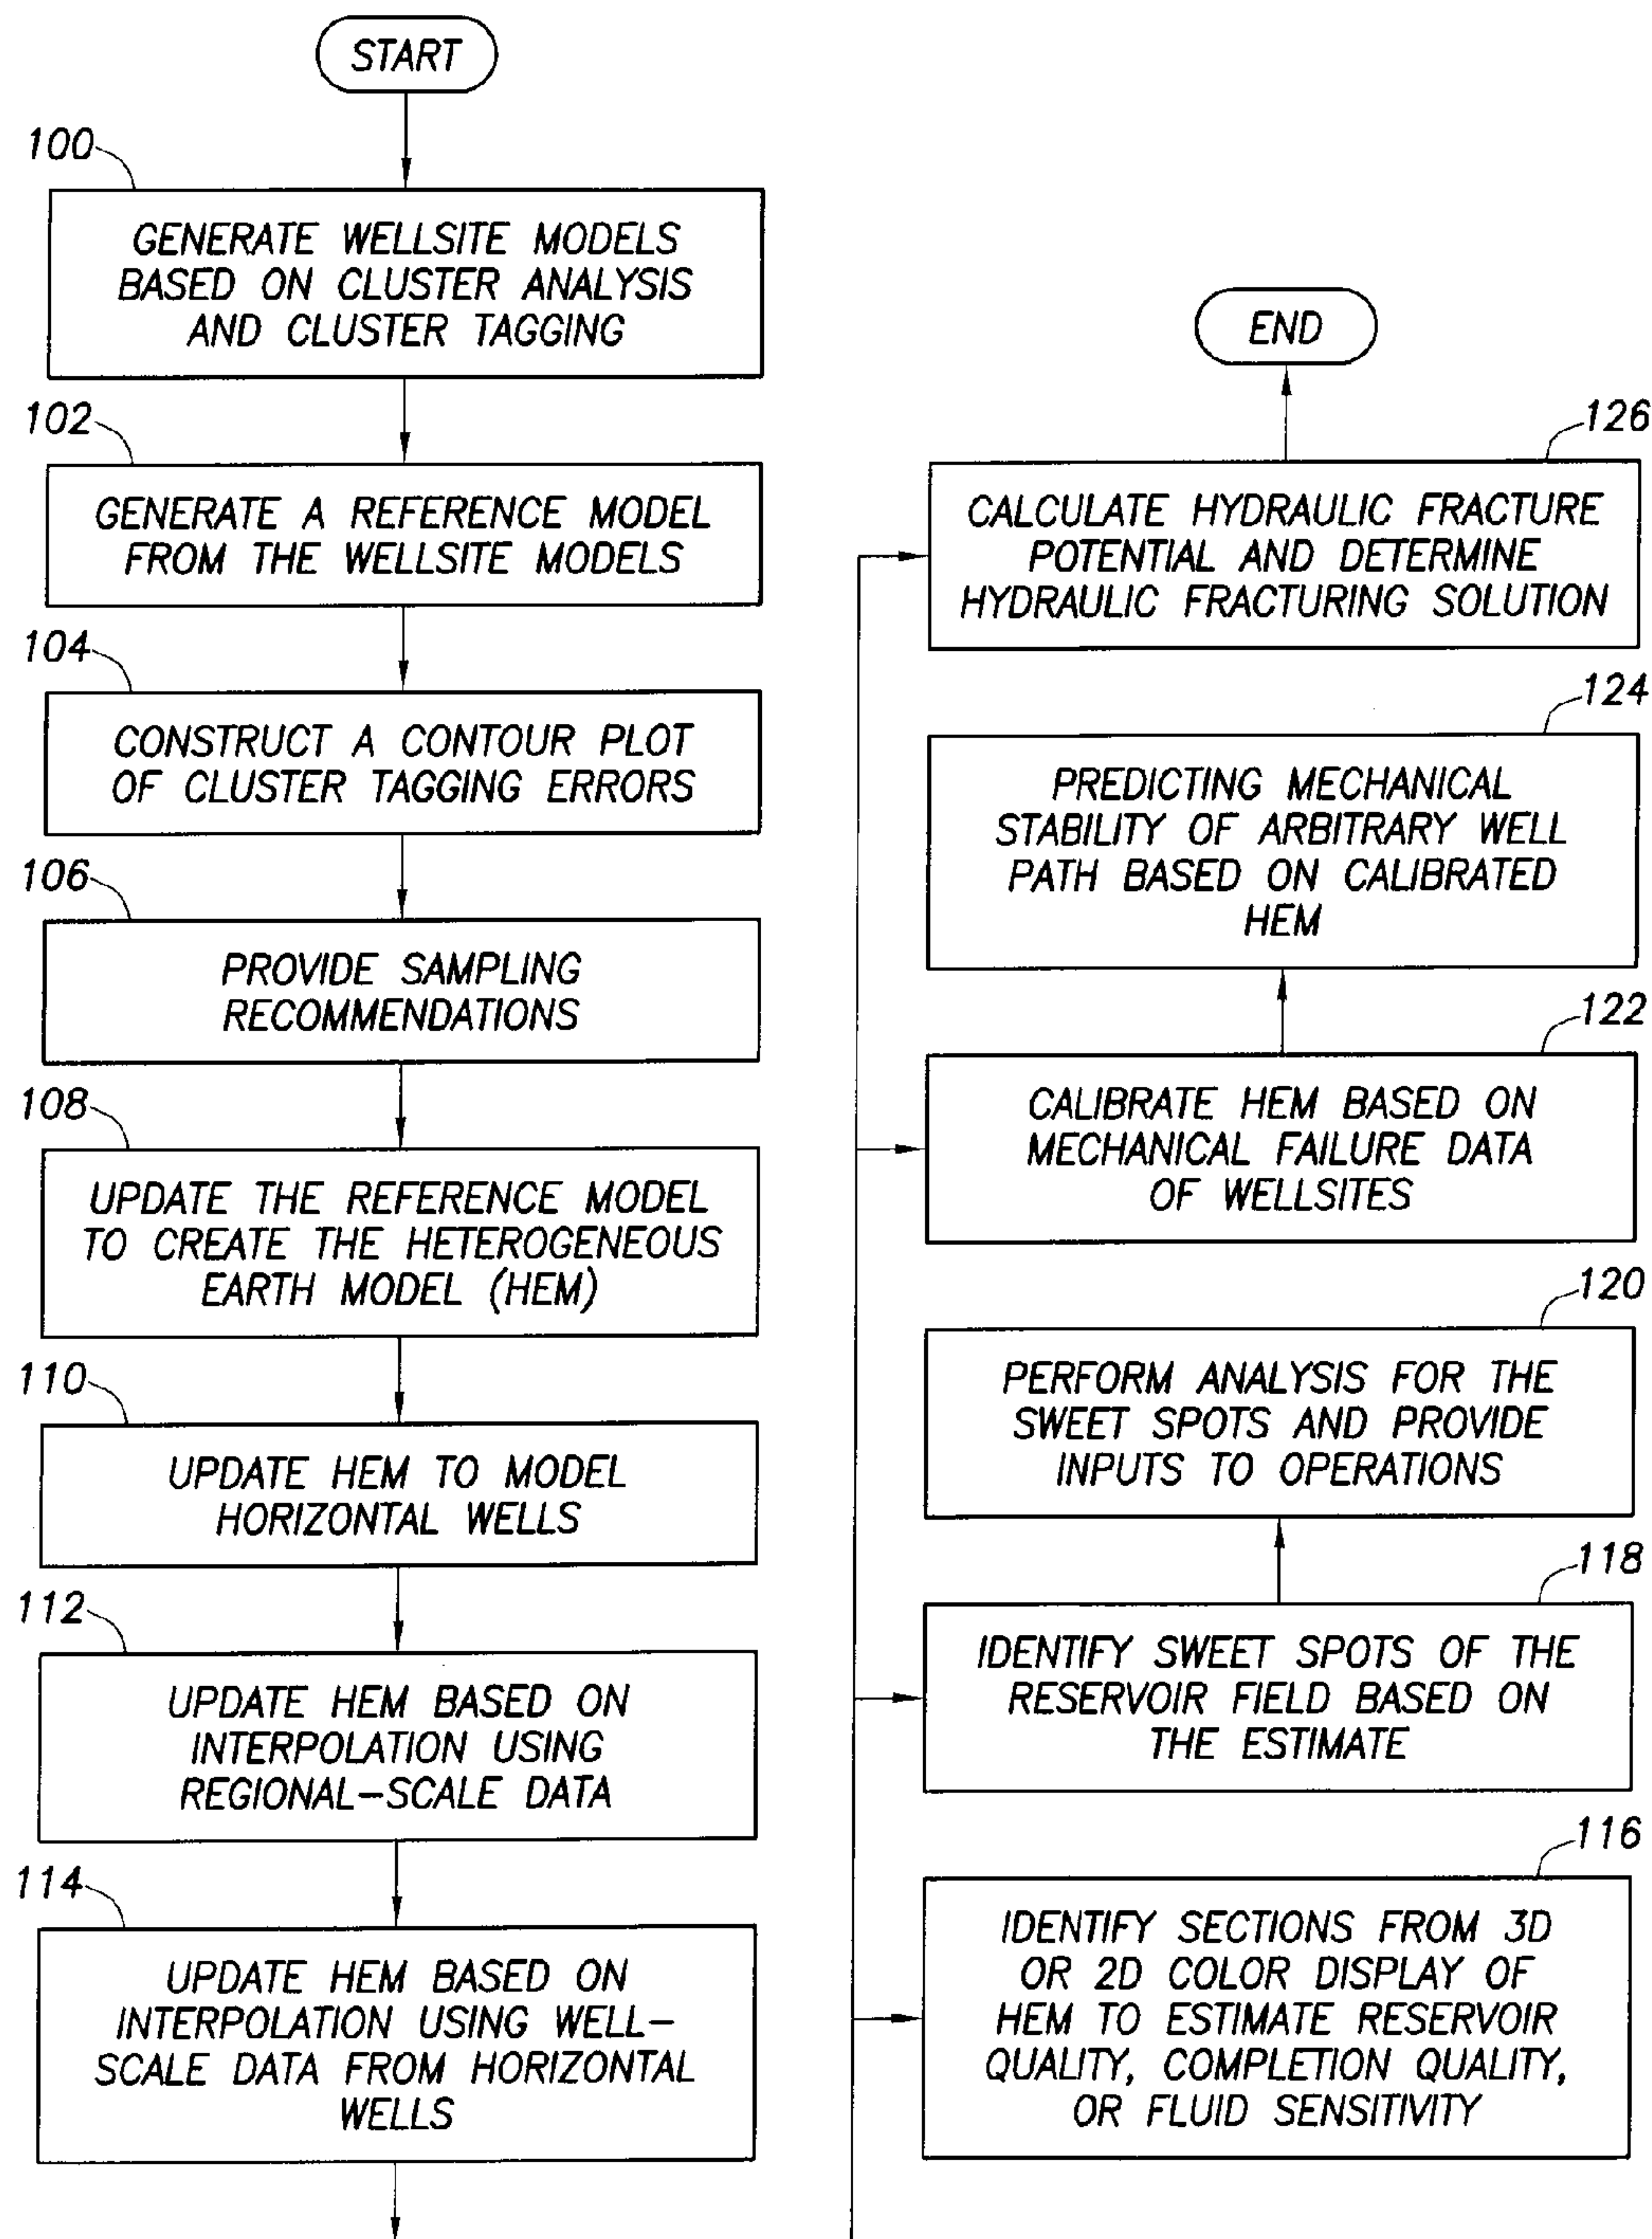 START
100
GENERATE WELLSITE MODELS
BASED ON CLUSTER ANALYSIS
AND CLUSTER TAGGING
102
GENERATE A REFERENCE MODEL
FROM THE WELLSITE MODELS
104
CONSTRUCT A CONTOUR PLOT
OF CLUSTER TAGGING ERRORS
106
PROVIDE SAMPLING
RECOMMENDATIONS
108
UPDATE THE REFERENCE MODEL
TO CREATE THE HETEROGENEOUS
EARTH MODEL (HEM)
110
UPDATE HEM TO MODEL
HORIZONTAL WELLS
112
UPDATE HEM BASED ON
INTERPOLATION USING
REGIONAL-SCALE DATA
114
UPDATE HEM BASED ON
INTERPOLATION USING WELL-
SCALE DATA FROM HORIZONTAL
WELLS
END
126
CALCULATE HYDRAULIC FRACTURE
POTENTIAL AND DETERMINE
HYDRAULIC FRACTURING SOLUTION
124
PREDICTING MECHANICAL
STABILITY OF ARBITRARY WELL
PATH BASED ON CALIBRATED
HEM
122
CALIBRATE HEM BASED ON
MECHANICAL FAILURE DATA
OF WELLSITES
120
PERFORM ANALYSIS FOR THE
SWEET SPOTS AND PROVIDE
INPUTS TO OPERATIONS
118
IDENTIFY SWEET SPOTS OF THE
RESERVOIR FIELD BASED ON
THE ESTIMATE
116
IDENTIFY SECTIONS FROM 3D
OR 2D COLOR DISPLAY OF
HEM TO ESTIMATE RESERVOIR
QUALITY, COMPLETION QUALITY,
OR FLUID SENSITIVITY